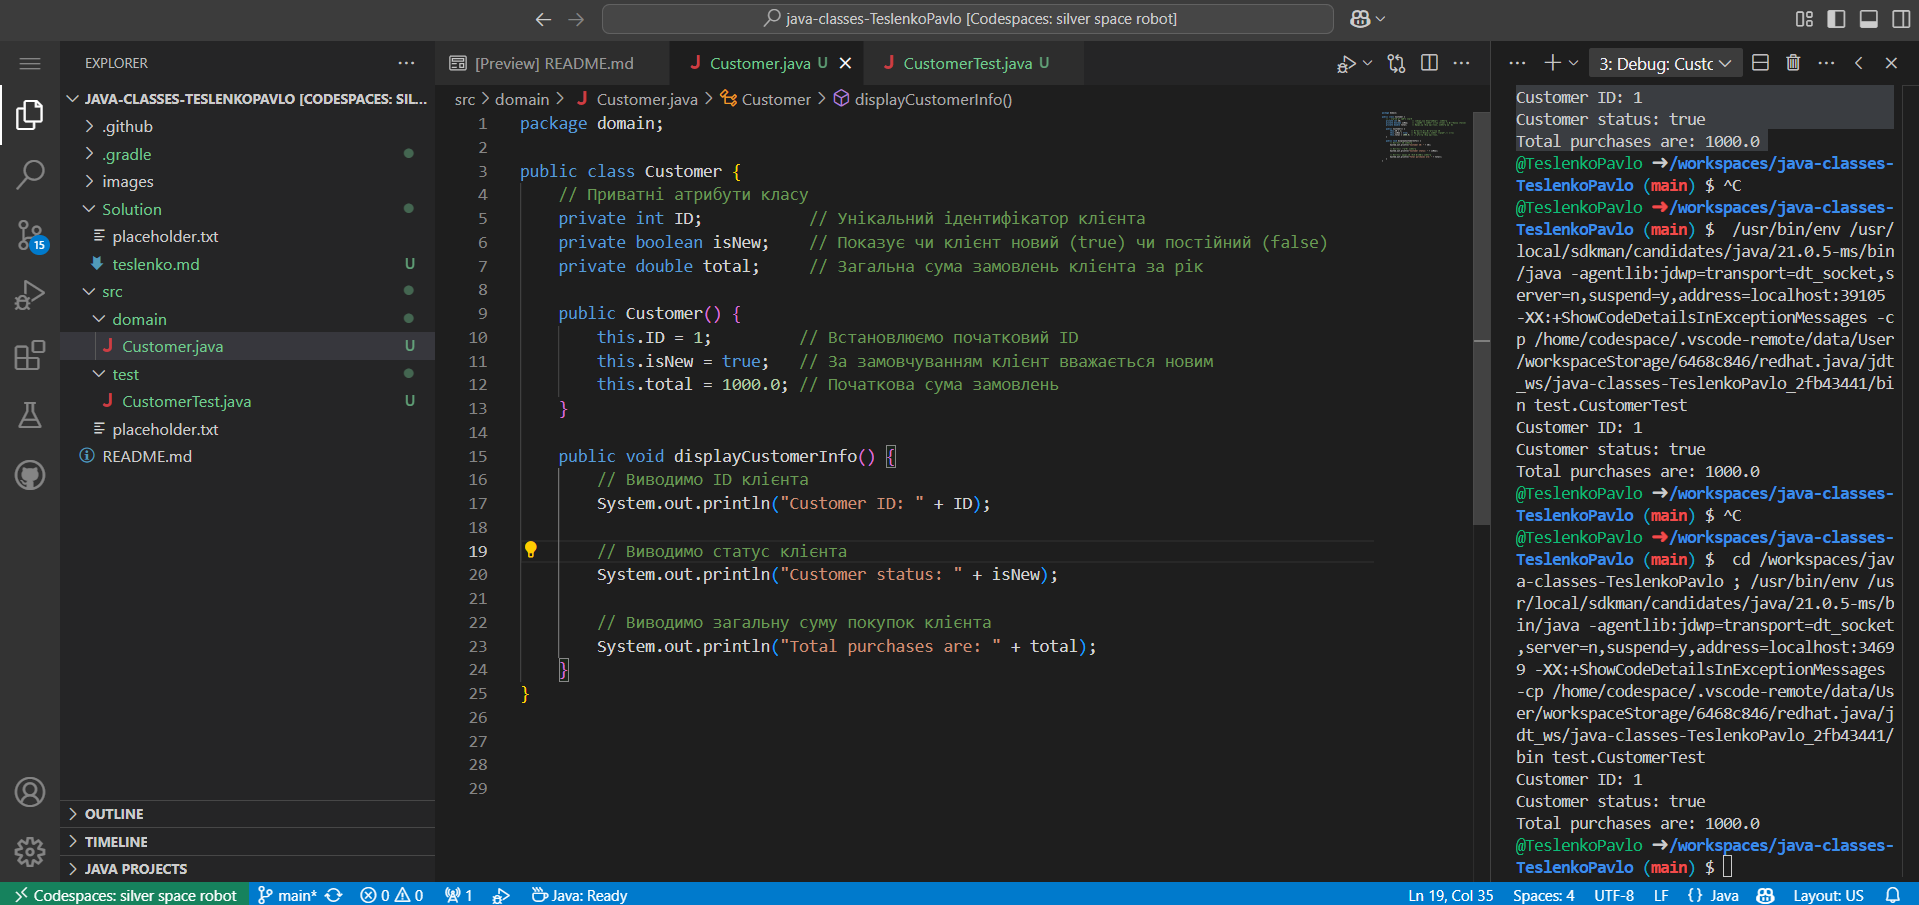 java-classes-TeslenkoPavlo [Codespaces: silver space robot]
EXPLORER
JAVA-CLASSES-TESLENKOPAVLO [CODESPACES: SIL...
.github
.gradle
images
Solution
placeholder.txt
teslenko.md U
src
domain
Customer.java U
test
CustomerTest.java U
placeholder.txt
README.md
OUTLINE
TIMELINE
JAVA PROJECTS
15
[Preview] README.md
Customer.java U
CustomerTest.java U
src > domain > Customer.java > Customer > displayCustomerInfo()
1 package domain;
2
3 public class Customer {
4 // Приватні атрибути класу
5 private int ID; // Унікальний ідентифікатор клієнта
6 private boolean isNew; // Показує чи клієнт новий (true) чи постійний (false)
7 private double total; // Загальна сума замовлень клієнта за рік
8
9 public Customer() {
10 this.ID = 1; // Встановлюємо початковий ID
11 this.isNew = true; // За замовчуванням клієнт вважається новим
12 this.total = 1000.0; // Початкова сума замовлень
13 }
14
15 public void displayCustomerInfo() {
16 // Виводимо ID клієнта
17 System.out.println("Customer ID: " + ID);
18
19 // Виводимо статус клієнта
20 System.out.println("Customer status: " + isNew);
21
22 // Виводимо загальну суму покупок клієнта
23 System.out.println("Total purchases are: " + total);
24 }
25 }
26
27
28
29
3: Debug: Custc
Customer ID: 1
Customer status: true
Total purchases are: 1000.0
@TeslenkoPavlo ➜/workspaces/java-classes-
TeslenkoPavlo (main) $ ^C
@TeslenkoPavlo ➜/workspaces/java-classes-
TeslenkoPavlo (main) $ /usr/bin/env /usr/
local/sdkman/candidates/java/21.0.5-ms/bin
/java -agentlib:jdwp=transport=dt_socket,s
erver=n,suspend=y,address=localhost:39105
-XX:+ShowCodeDetailsInExceptionMessages -c
p /home/codespace/.vscode-remote/data/User
/workspaceStorage/6468c846/redhat.java/jdt
_ws/java-classes-TeslenkoPavlo_2fb43441/bi
n test.CustomerTest
Customer ID: 1
Customer status: true
Total purchases are: 1000.0
@TeslenkoPavlo ➜/workspaces/java-classes-
TeslenkoPavlo (main) $ ^C
@TeslenkoPavlo ➜/workspaces/java-classes-
TeslenkoPavlo (main) $ cd /workspaces/jav
a-classes-TeslenkoPavlo ; /usr/bin/env /us
r/local/sdkman/candidates/java/21.0.5-ms/b
in/java -agentlib:jdwp=transport=dt_socket
,server=n,suspend=y,address=localhost:3469
9 -XX:+ShowCodeDetailsInExceptionMessages
-cp /home/codespace/.vscode-remote/data/Us
er/workspaceStorage/6468c846/redhat.java/j
dt_ws/java-classes-TeslenkoPavlo_2fb43441/
bin test.CustomerTest
Customer ID: 1
Customer status: true
Total purchases are: 1000.0
@TeslenkoPavlo ➜/workspaces/java-classes-
TeslenkoPavlo (main) $
Codespaces: silver space robot main* 0 0 1 Java: Ready Ln 19, Col 35 Spaces: 4 UTF-8 LF {} Java Layout: US